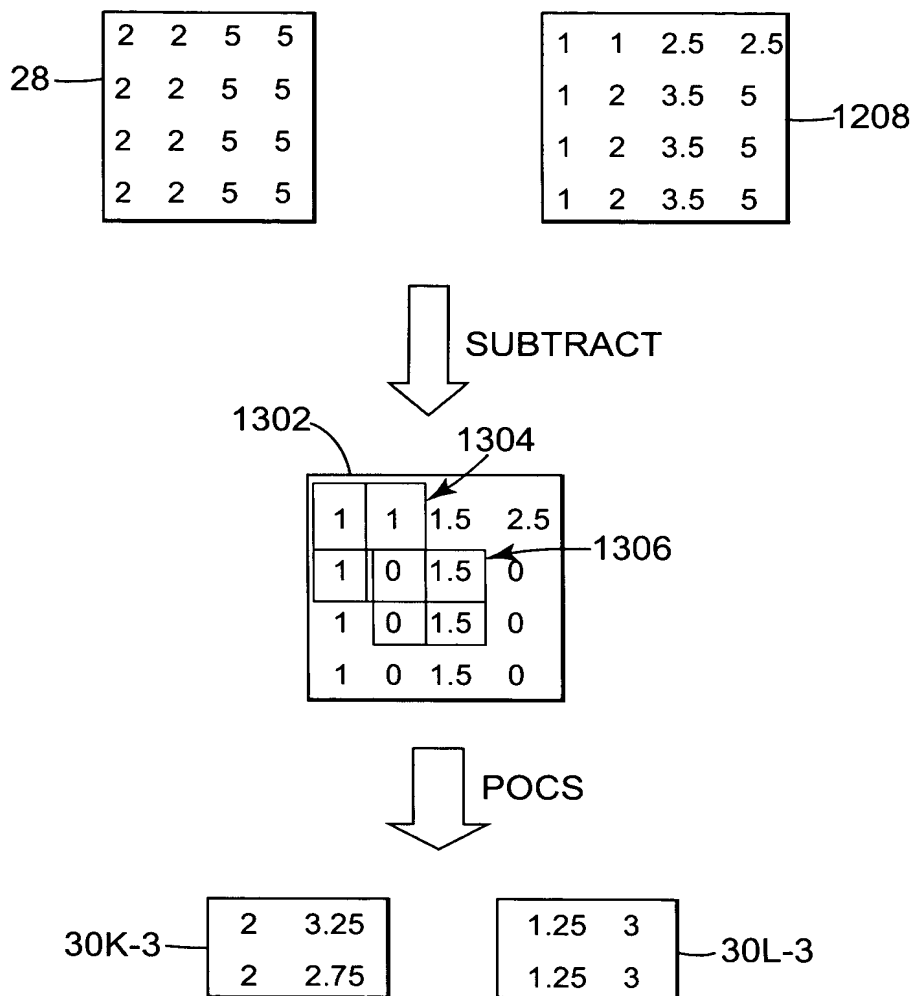 2 2 5 5
2 2 5 5
2 2 5 5
2 2 5 5
28
1 1 2.5 2.5
1 2 3.5 5
1 2 3.5 5
1 2 3.5 5
1208
SUBTRACT
1302
1304
1 1 1.5 2.5
1 0 1.5 0
1306
1 0 1.5 0
1 0 1.5 0
POCS
2 3.25
2 2.75
30K-3
1.25 3
1.25 3
30L-3